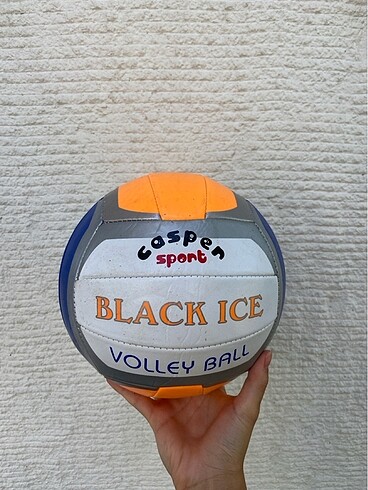 casper
sport
BLACK ICE
VOLLEY BALL